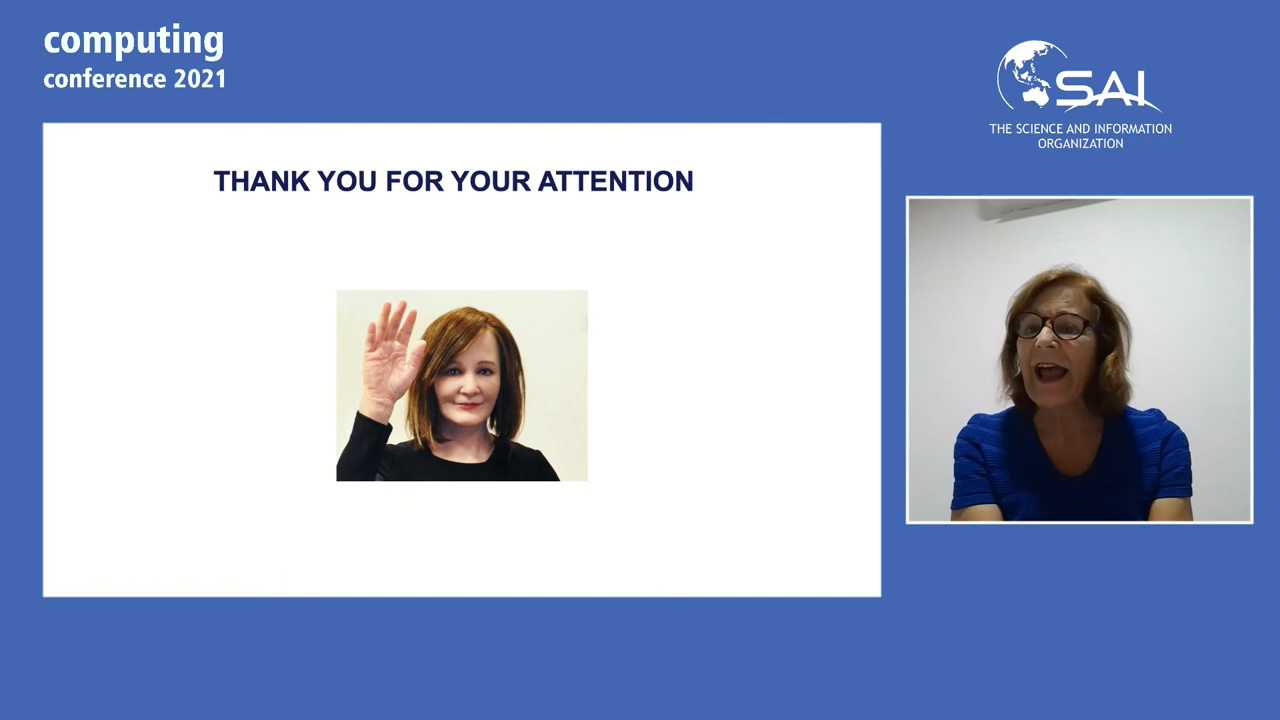 computing
conference 2021
SAI
THE SCIENCE AND INFORMATION
ORGANIZATION
THANK YOU FOR YOUR ATTENTION